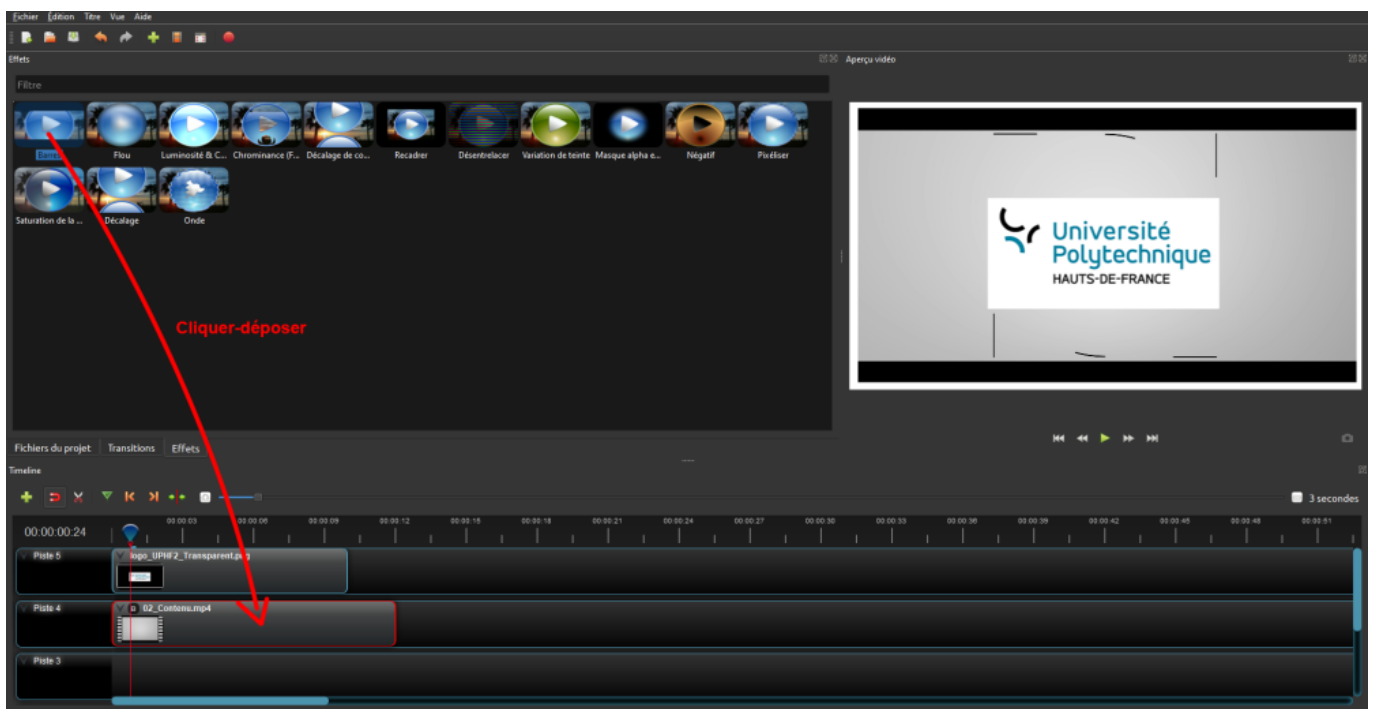 Fichier Édition Titre Vue Aide
Effets
Aperçu vidéo
Filtre
Barres Flou Luminosité & C... Chrominance (F... Décalage de co... Recadrer Désentrelacer Variation de teinte Masque alpha e... Négatif Pixéliser
Saturation de la ... Décalage Onde
Université
Polytechnique
HAUTS-DE-FRANCE
Cliquer-déposer
Fichiers du projet Transitions Effets
Timeline
3 secondes
00:00:00:24
00:00:03 00:00:06 00:00:09 00:00:12 00:00:15 00:00:18 00:00:21 00:00:24 00:00:27 00:00:30 00:00:33 00:00:36 00:00:39 00:00:42 00:00:45 00:00:48 00:00:51
Piste 5 logo_UPHF2_Transparent.png
Piste 4 02_Contenu.mp4
Piste 3